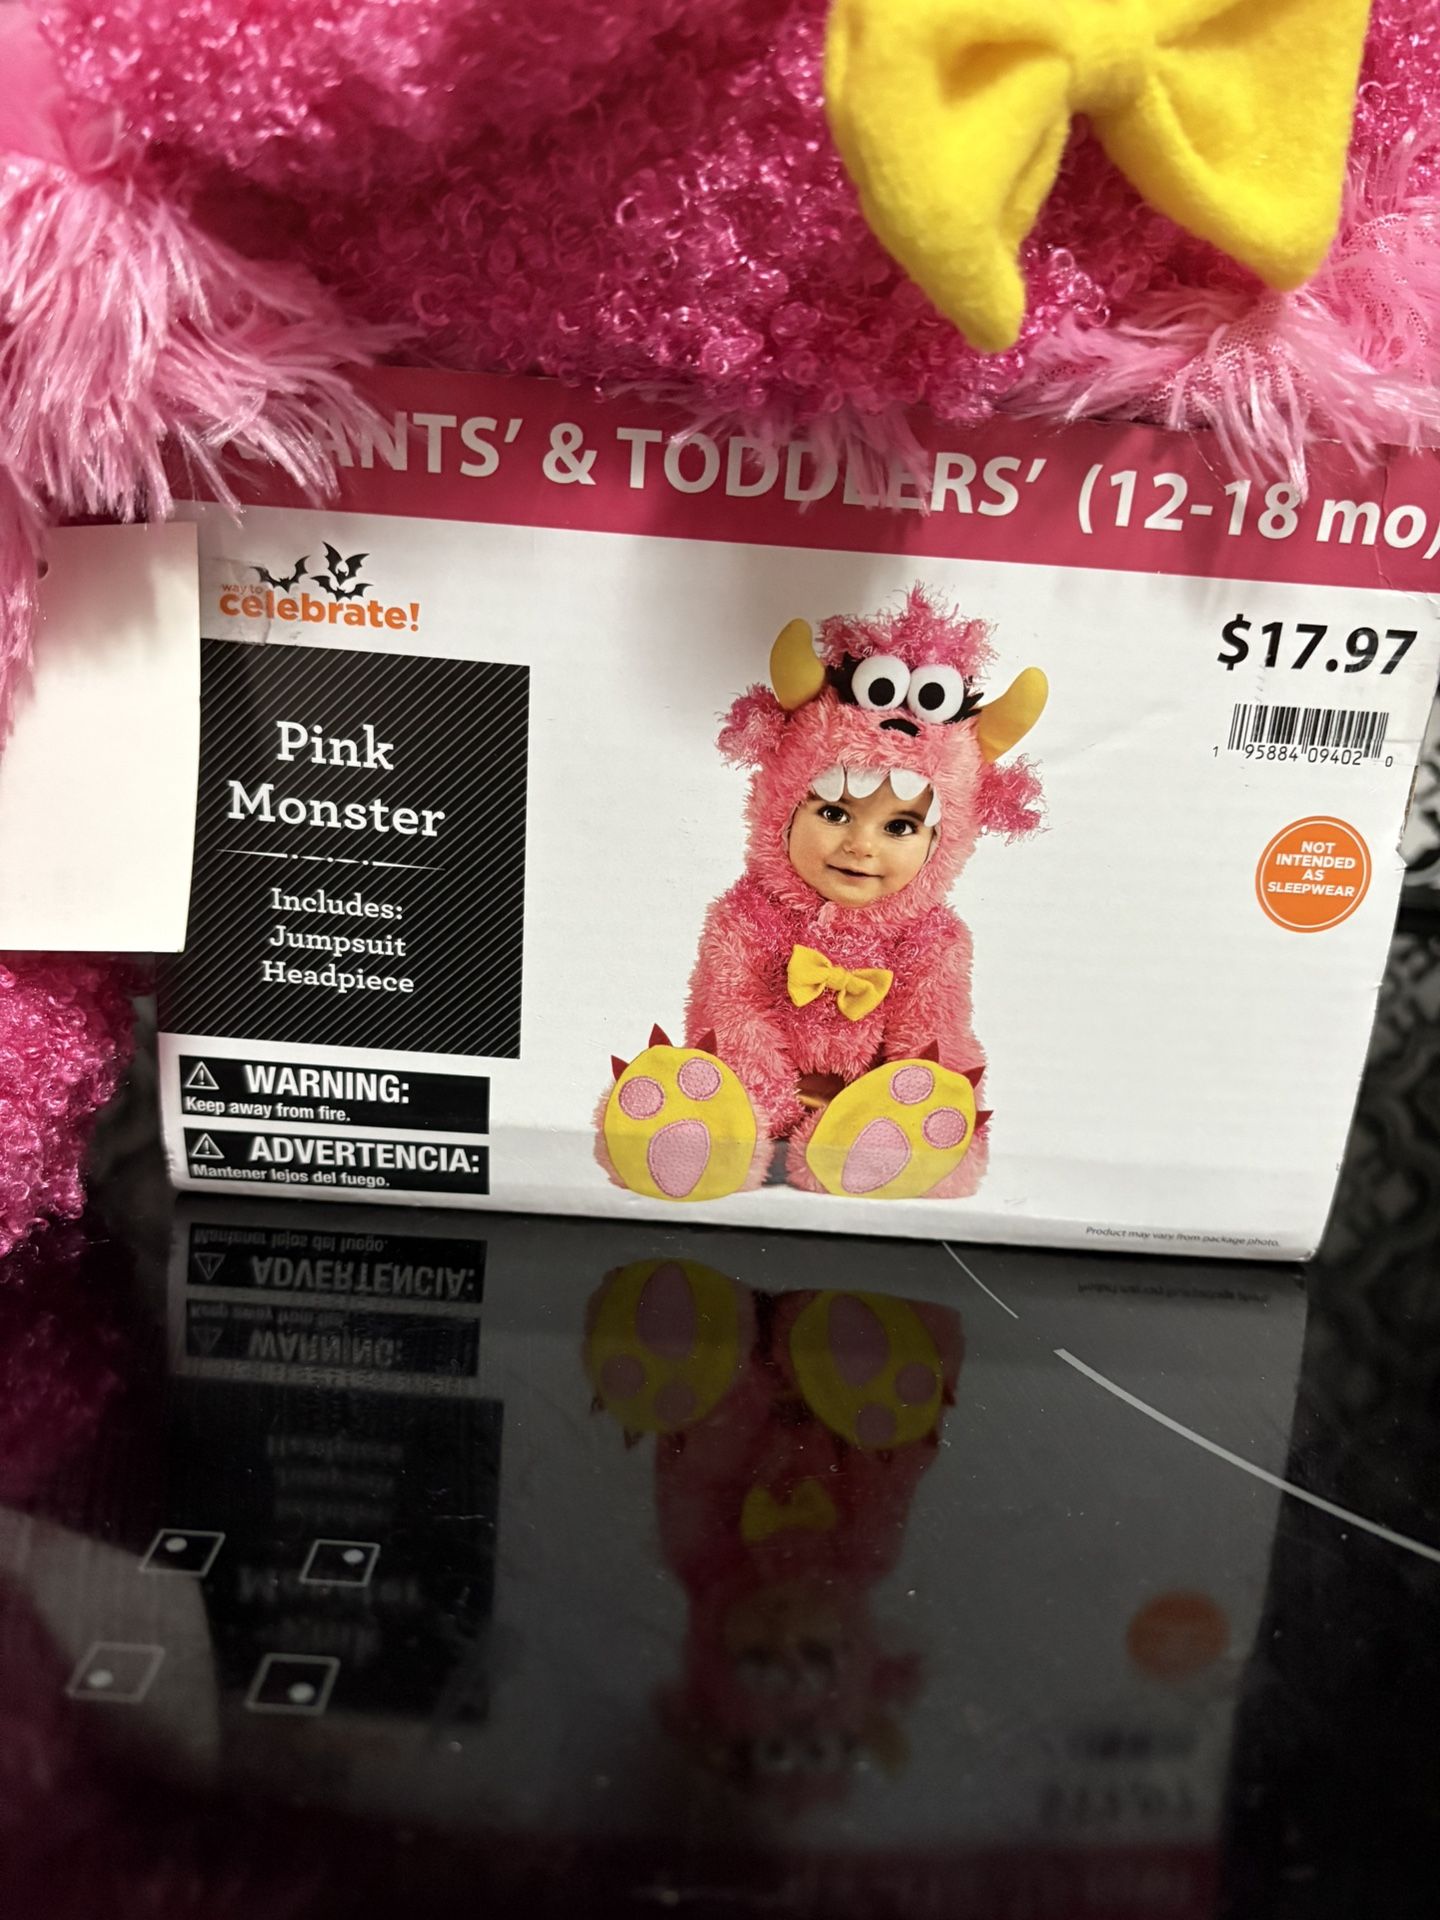 ANTS' & TODDLERS' (12-18 mo)
way to
celebrate!
$17.97
1 95884 09402 0
Pink
Monster
Includes:
Jumpsuit
Headpiece
NOT
INTENDED
AS
SLEEPWEAR
WARNING:
Keep away from fire.
ADVERTENCIA:
Mantener lejos del fuego.
Product may vary from package photo.